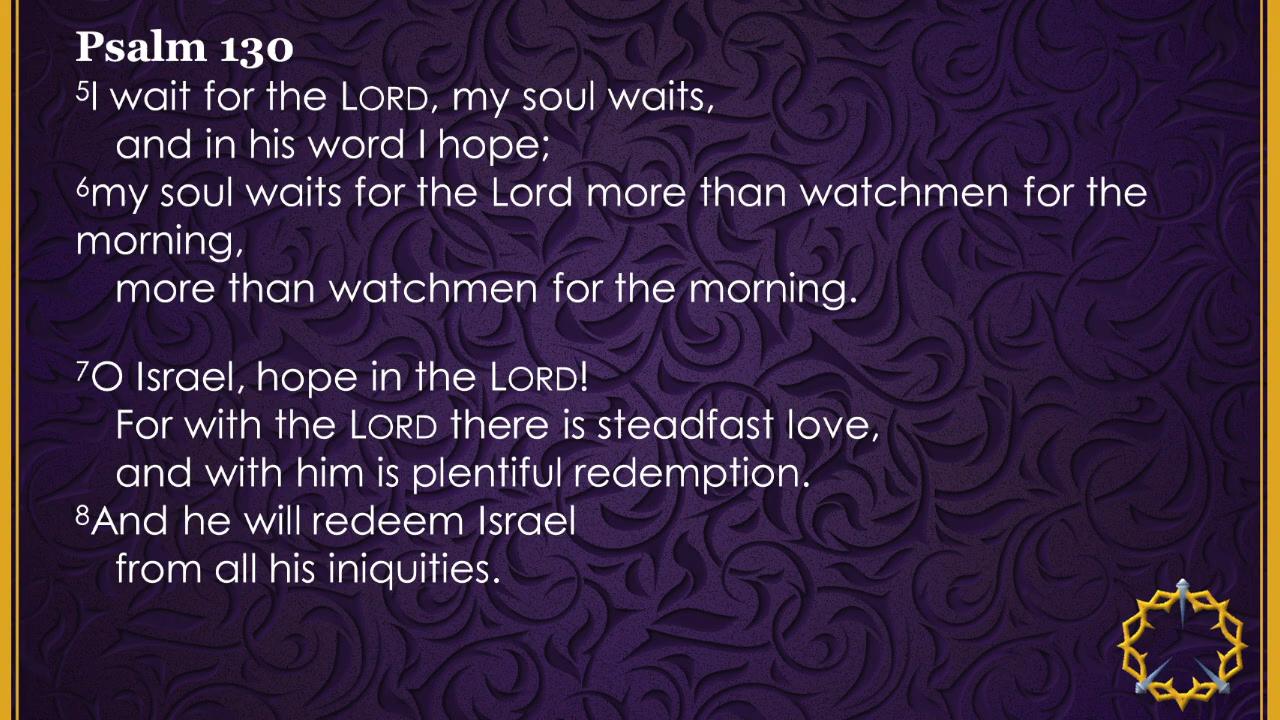 Psalm 130
⁵I wait for the LORD, my soul waits,
and in his word I hope;
⁶my soul waits for the Lord more than watchmen for the
morning,
more than watchmen for the morning.
⁷O Israel, hope in the LORD!
For with the LORD there is steadfast love,
and with him is plentiful redemption.
⁸And he will redeem Israel
from all his iniquities.